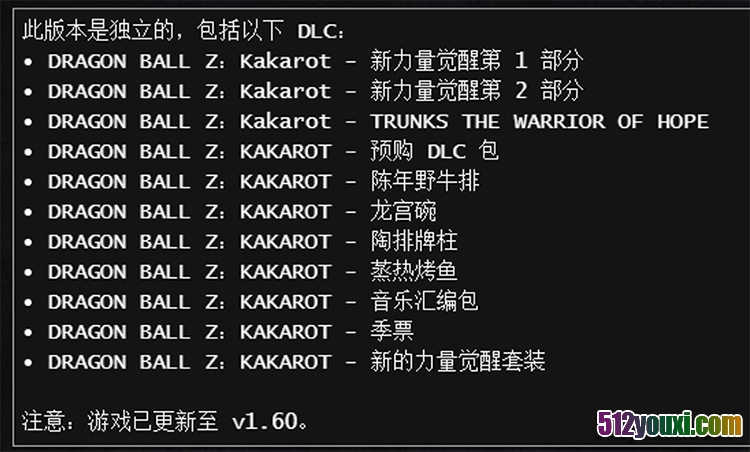 此版本是独立的，包括以下 DLC：
• DRAGON BALL Z：Kakarot – 新力量觉醒第 1 部分
• DRAGON BALL Z：Kakarot – 新力量觉醒第 2 部分
• DRAGON BALL Z：Kakarot – TRUNKS THE WARRIOR OF HOPE
• DRAGON BALL Z：KAKAROT – 预购 DLC 包
• DRAGON BALL Z：KAKAROT – 陈年野牛排
• DRAGON BALL Z：KAKAROT – 龙宫碗
• DRAGON BALL Z：KAKAROT – 陶排牌柱
• DRAGON BALL Z：KAKAROT – 蒸热烤鱼
• DRAGON BALL Z：KAKAROT – 音乐汇编包
• DRAGON BALL Z：KAKAROT – 季票
• DRAGON BALL Z：KAKAROT – 新的力量觉醒套装
注意：游戏已更新至 v1.60。
512youxi.com